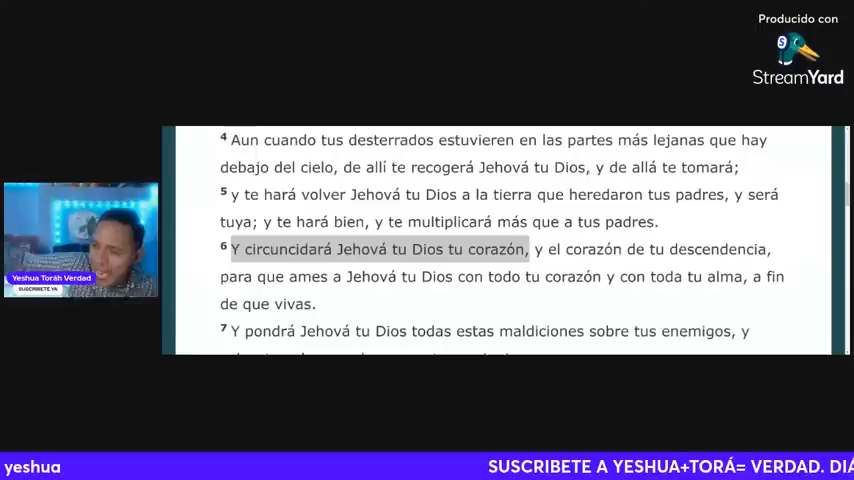 Producido con
StreamYard
4 Aun cuando tus desterrados estuvieren en las partes más lejanas que hay
debajo del cielo, de allí te recogerá Jehová tu Dios, y de allá te tomará;
5 y te hará volver Jehová tu Dios a la tierra que heredaron tus padres, y será
tuya; y te hará bien, y te multiplicará más que a tus padres.
6 Y circuncidará Jehová tu Dios tu corazón, y el corazón de tu descendencia,
para que ames a Jehová tu Dios con todo tu corazón y con toda tu alma, a fin
de que vivas.
7 Y pondrá Jehová tu Dios todas estas maldiciones sobre tus enemigos, y
Yeshua Toráh Verdad
SUSCRIBETE YA
yeshua
SUSCRIBETE A YESHUA+TORÁ= VERDAD. DIÁ